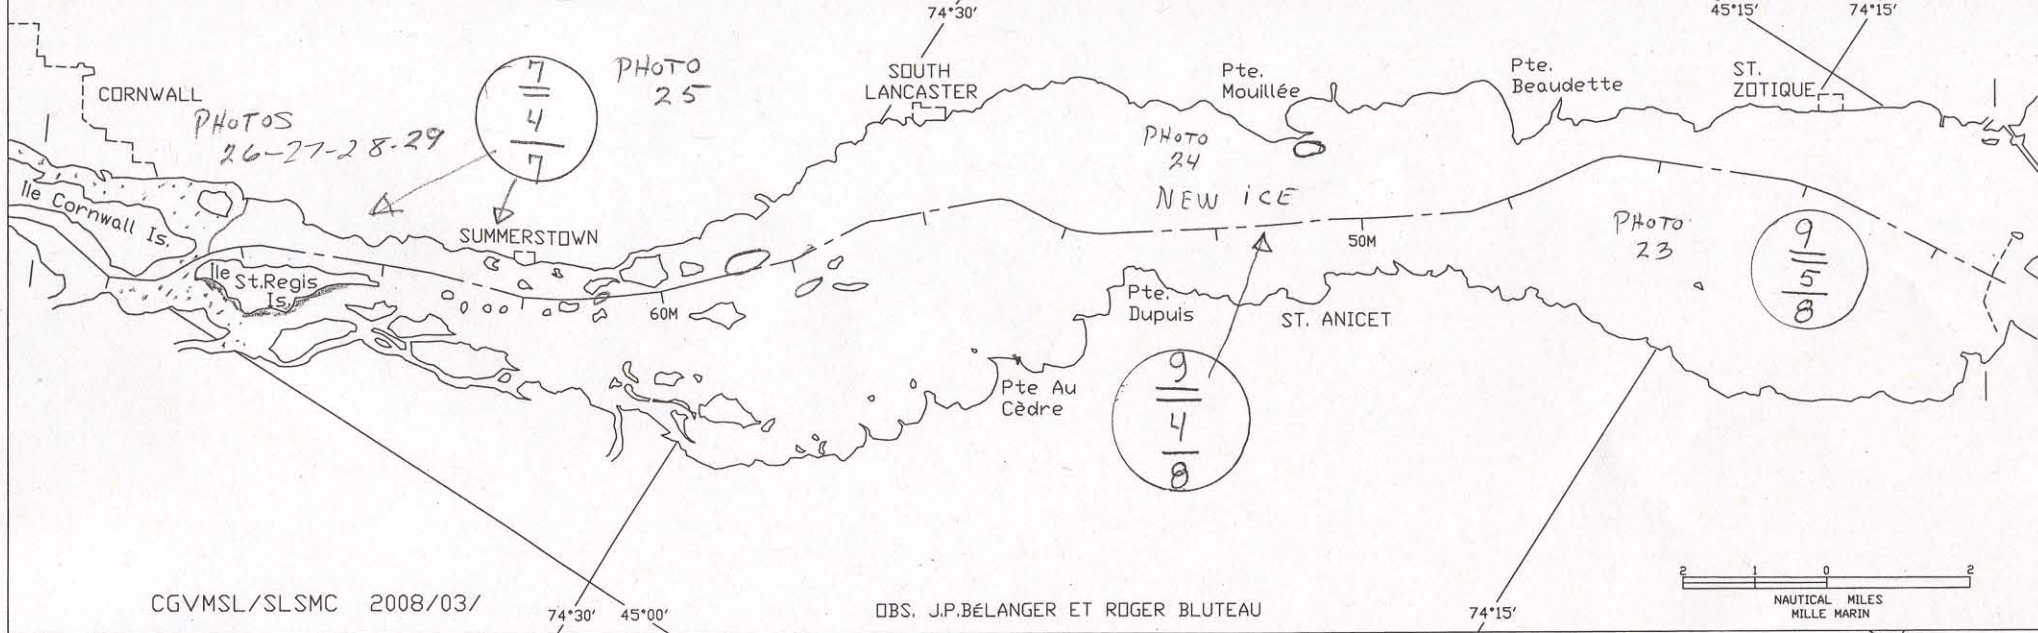 74°30'
45°15'
74°15'
CORNWALL
PHOTOS
26-27-28-29
7
4
7
PHOTO
25
SOUTH
LANCASTER
Pte.
Mouillée
Pte.
Beaudette
ST.
ZOTIQUE
PHOTO
24
NEW ICE
Ile Cornwall Is.
SUMMERSTOWN
Ile
St.Regis
Is.
60M
50M
PHOTO
23
9
5
8
Pte.
Dupuis
ST. ANICET
Pte Au
Cèdre
9
4
8
CGVMSL/SLSMC 2008/03/
74°30'
45°00'
OBS. J.P.BÉLANGER ET ROGER BLUTEAU
74°15'
2 1 0 2
NAUTICAL MILES
MILLE MARIN